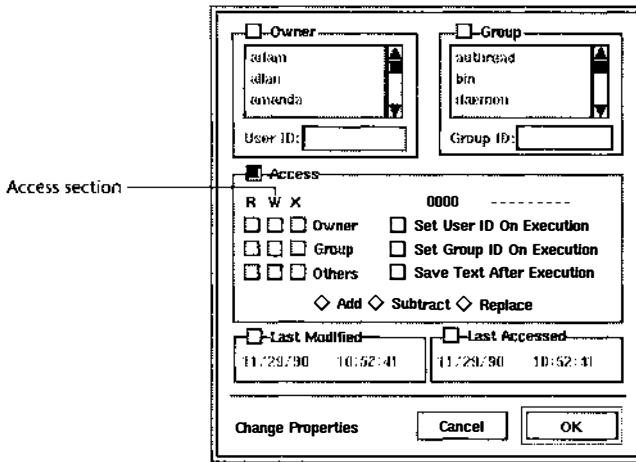 Owner
Group
adam
allan
amanda
authread
bin
daemon
User ID:
Group ID:
Access section
Access
R W X 0000 ----------
Owner Set User ID On Execution
Group Set Group ID On Execution
Others Save Text After Execution
Add Subtract Replace
Last Modified
Last Accessed
11/29/90 10:52:41
11/29/90 10:52:41
Change Properties Cancel OK